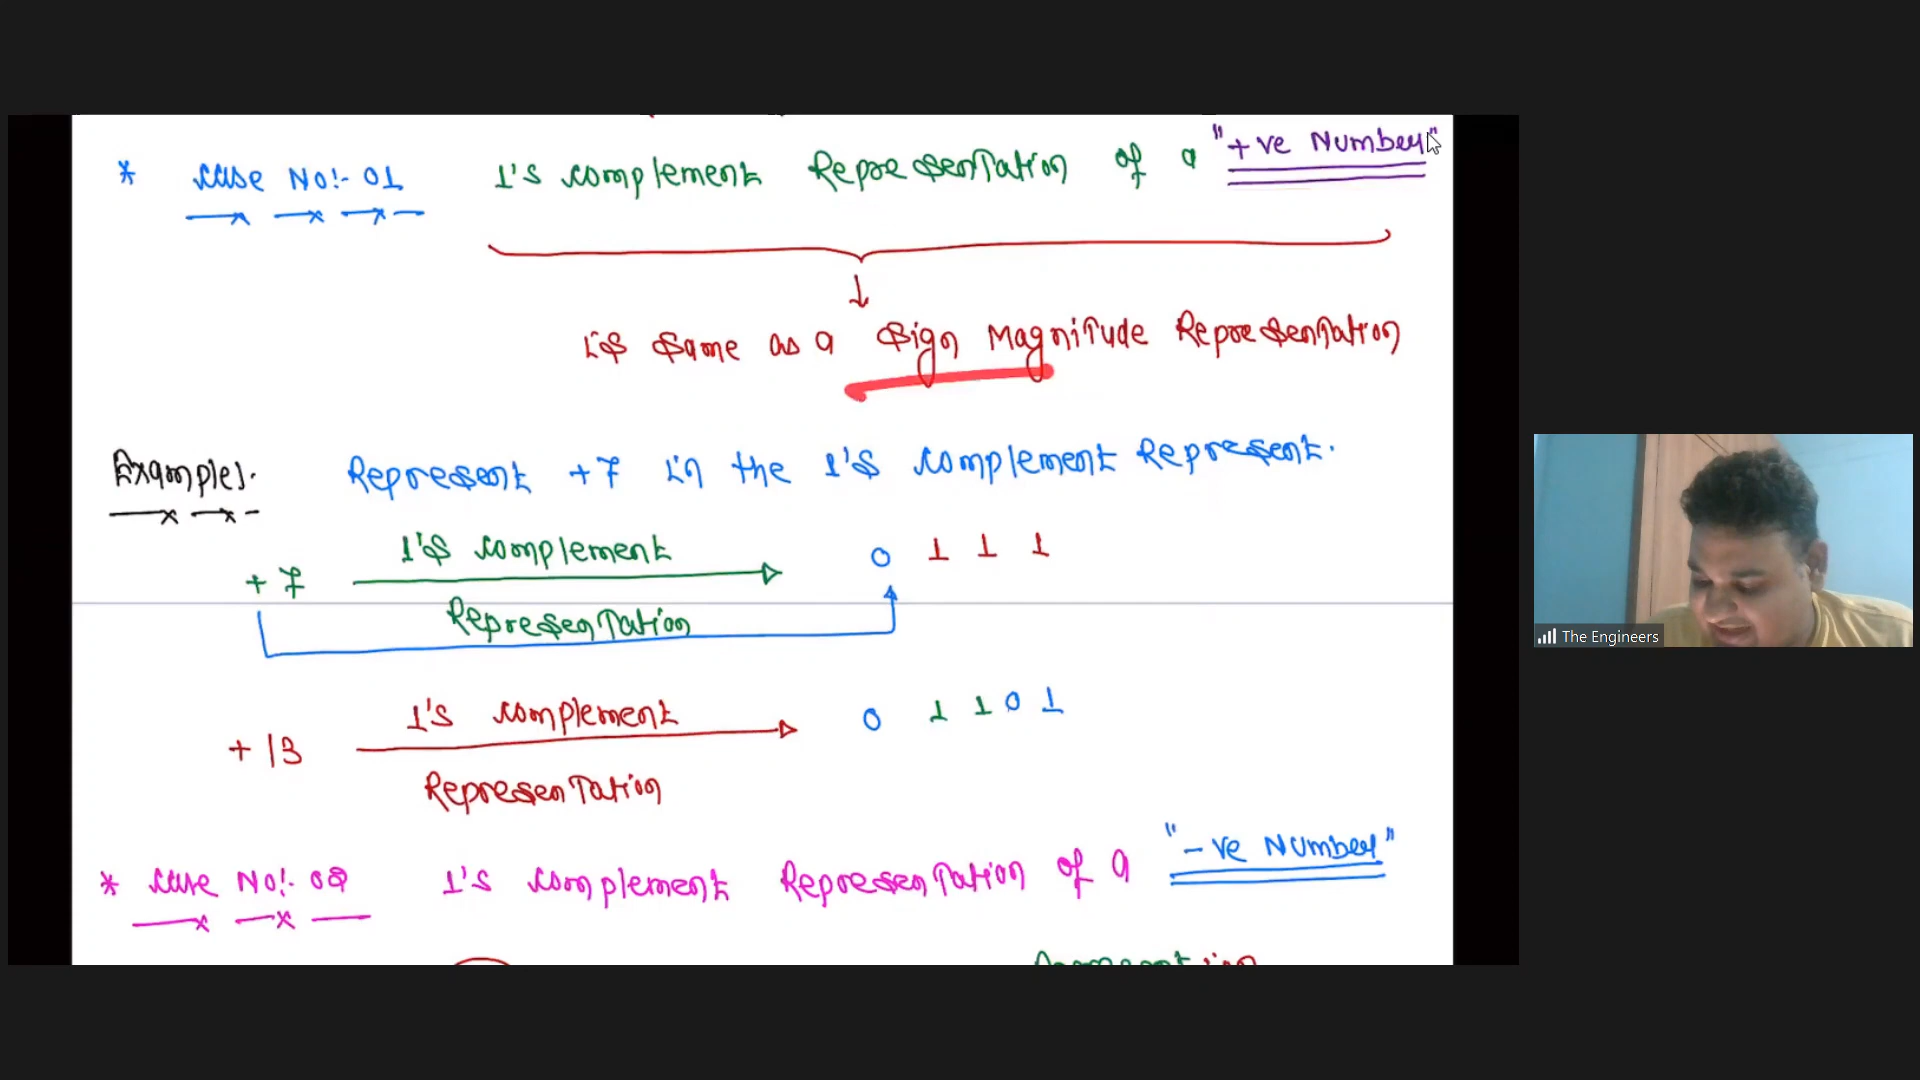 * Case No:- 01 1's complement Representation of a "+ve Number"
is same as a Sign Magnitude Representation
Example:- Represent +7 in the 1's complement Represent.
+7 1's complement Representation 0 1 1 1
+13 1's complement Representation 0 1 1 0 1
* Case No:- 02 1's complement Representation of a "-ve Number"
The Engineers